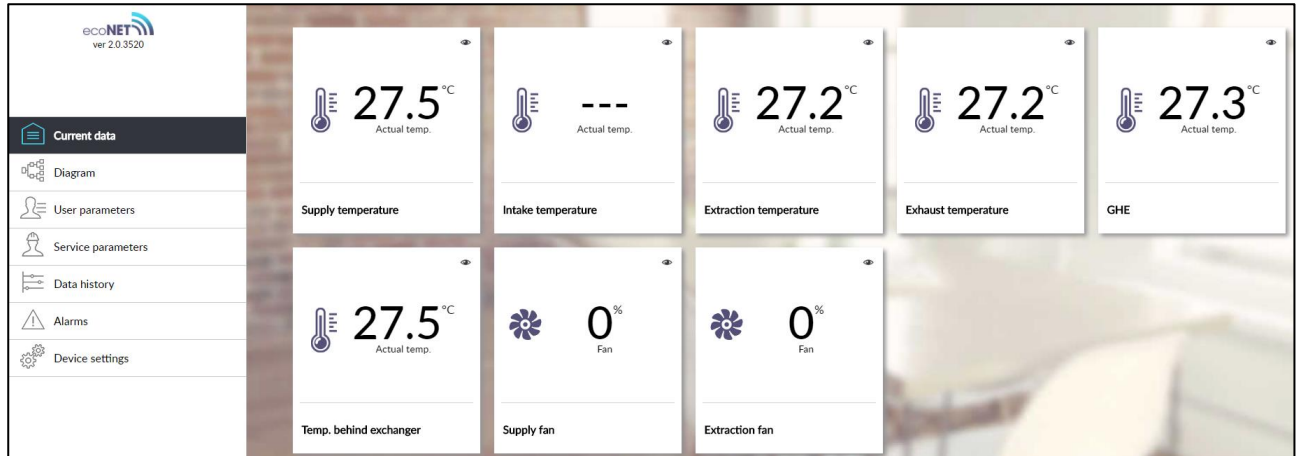 ecoNET
ver 2.0.3520
Current data
Diagram
User parameters
Service parameters
Data history
Alarms
Device settings
27.5 °C
Actual temp.
Supply temperature
---
Actual temp.
Intake temperature
27.2 °C
Actual temp.
Extraction temperature
27.2 °C
Actual temp.
Exhaust temperature
27.3 °C
Actual temp.
GHE
27.5 °C
Actual temp.
Temp. behind exchanger
0 %
Fan
Supply fan
0 %
Fan
Extraction fan